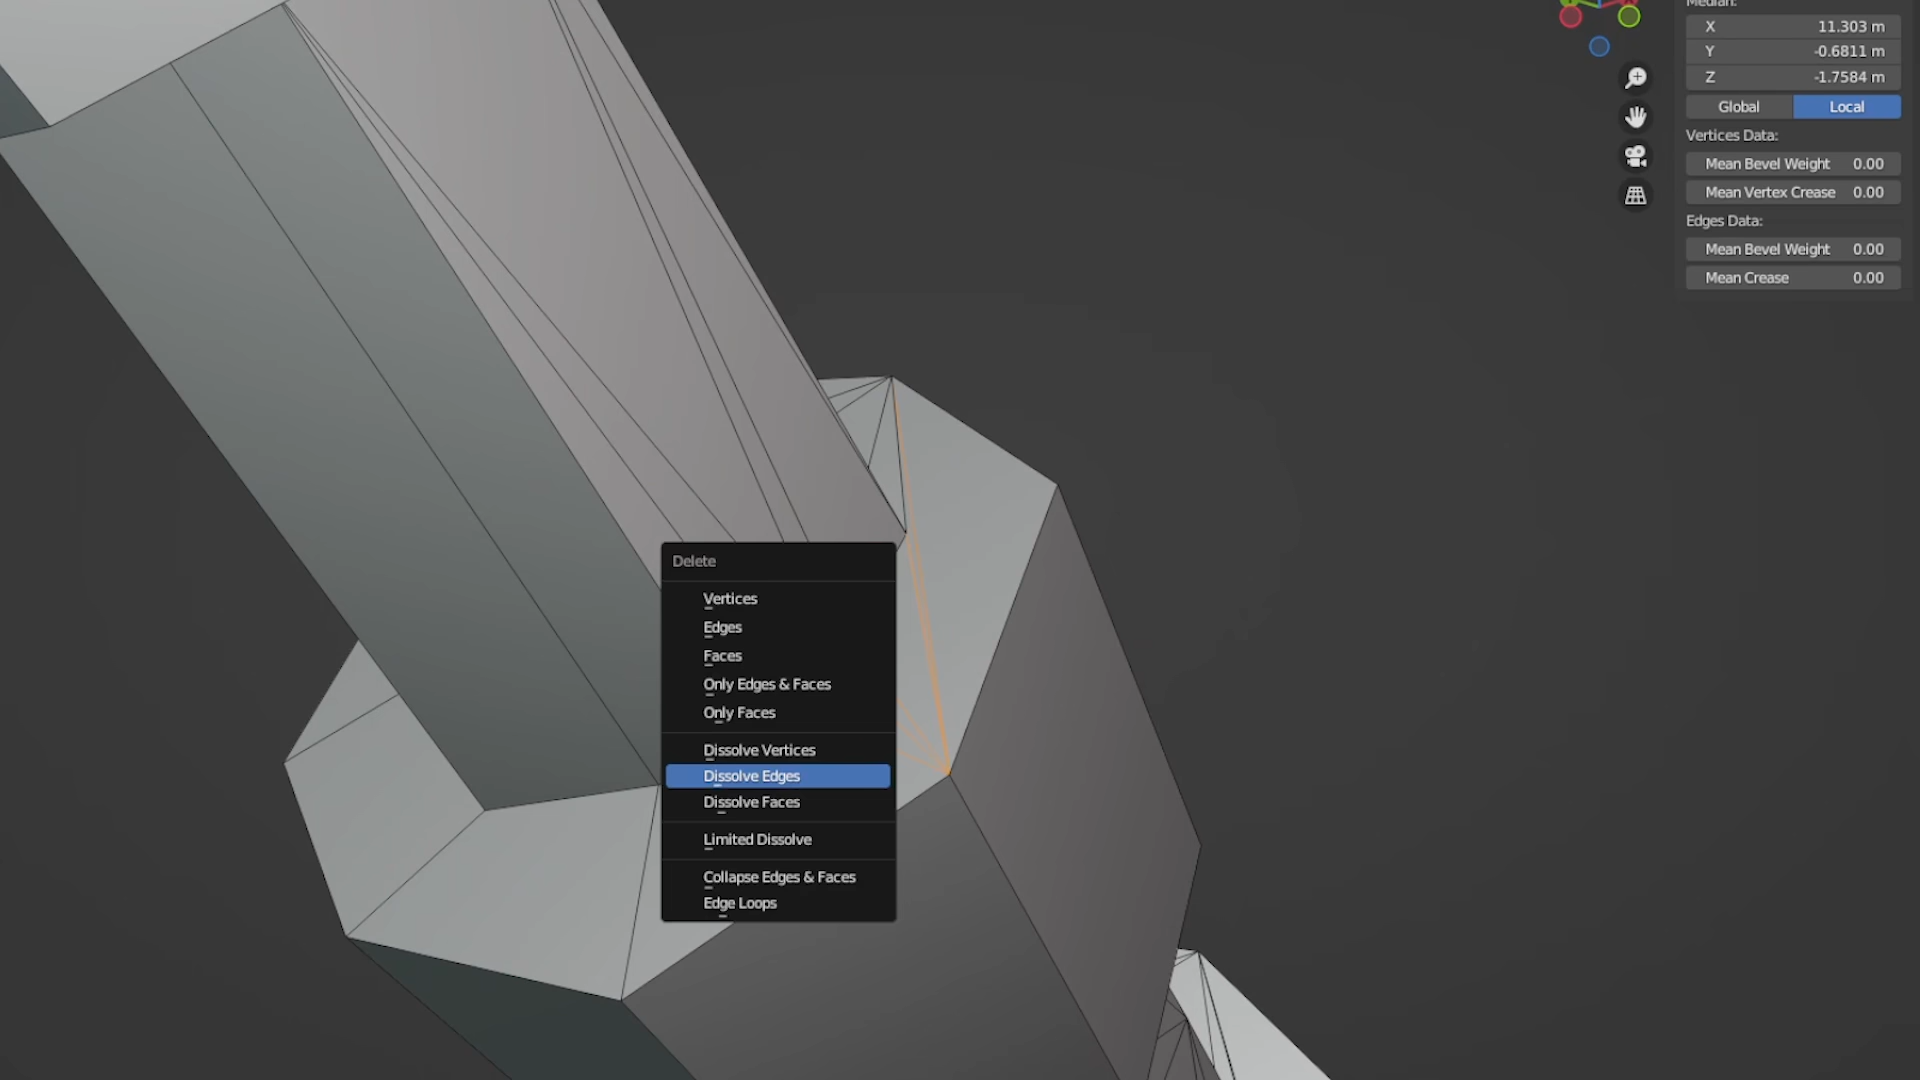 Median:
X 11.303 m
Y -0.6811 m
Z -1.7584 m
Global Local
Vertices Data:
Mean Bevel Weight 0.00
Mean Vertex Crease 0.00
Edges Data:
Mean Bevel Weight 0.00
Mean Crease 0.00
Delete
Vertices
Edges
Faces
Only Edges & Faces
Only Faces
Dissolve Vertices
Dissolve Edges
Dissolve Faces
Limited Dissolve
Collapse Edges & Faces
Edge Loops